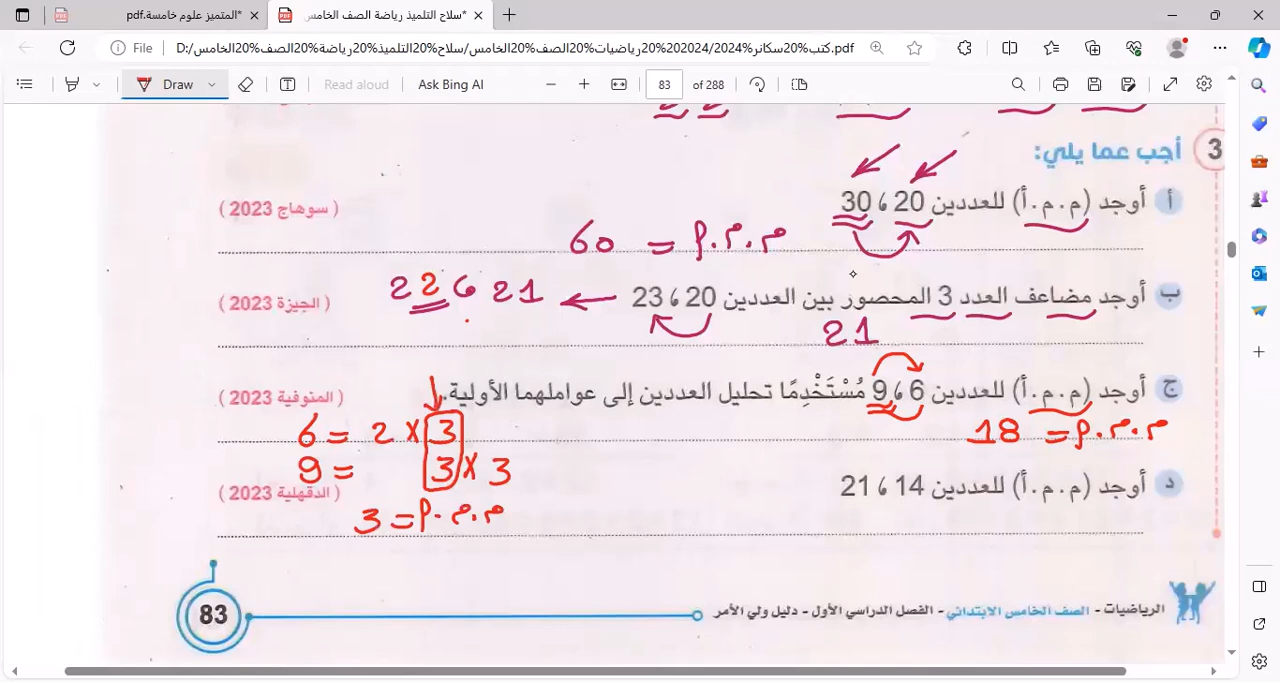 المتميز علوم خامسة.pdf*
سلاح التلميذ رياضة الصف الخامس*
File
D:/كتب%20سكانر%202024/2024%20رياضيات%20الصف%20الخامس/سلاح%20التلميذ%20رياضة%20الصف%20الخامس.pdf
Draw
Read aloud
Ask Bing AI
83
of 288
3 أجب عما يلي:
أ أوجد (م.م.أ) للعددين 20 ، 30
(سوهاج 2023)
م.م.أ = 60
ب أوجد مضاعف العدد 3 المحصور بين العددين 20 ، 23
21 ، 22
(الجيزة 2023)
21
ج أوجد (م.م.أ) للعددين 6 ، 9 مُسْتَخْدِمًا تحليل العددين إلى عواملهما الأولية.
(المنوفية 2023)
م.م.أ = 18
6 = 2 × 3
9 = 3 × 3
د أوجد (م.م.أ) للعددين 14 ، 21
(الدقهلية 2023)
م.م.أ = 3
الرياضيات - الصف الخامس الابتدائي - الفصل الدراسي الأول - دليل ولي الأمر
83